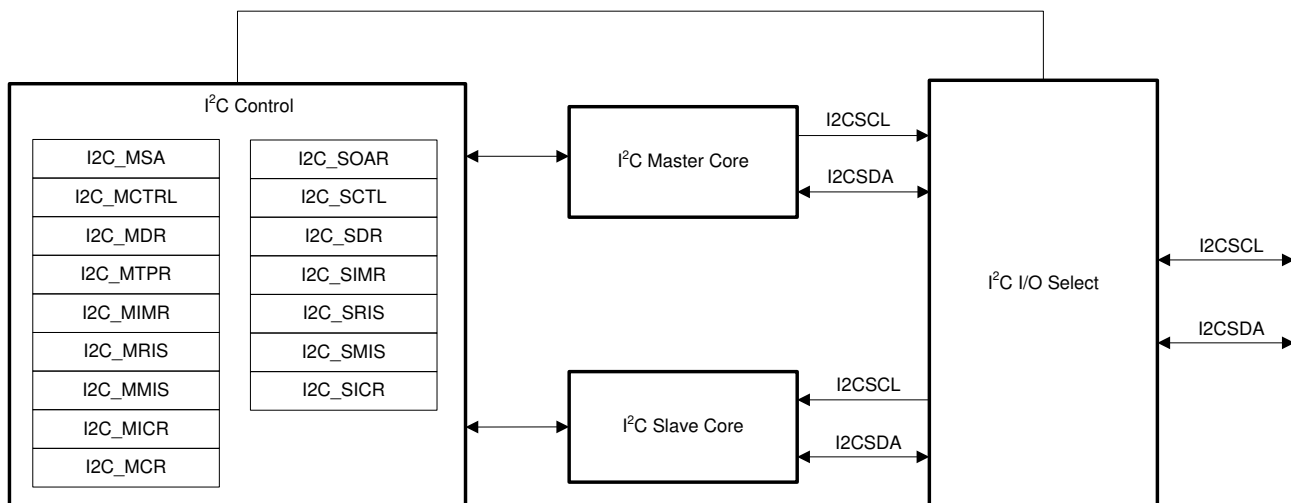 I²C Control
I2C_MSA
I2C_MCTRL
I2C_MDR
I2C_MTPR
I2C_MIMR
I2C_MRIS
I2C_MMIS
I2C_MICR
I2C_MCR
I2C_SOAR
I2C_SCTL
I2C_SDR
I2C_SIMR
I2C_SRIS
I2C_SMIS
I2C_SICR
I²C Master Core
I2CSCL
I2CSDA
I²C Slave Core
I2CSCL
I2CSDA
I²C I/O Select
I2CSCL
I2CSDA